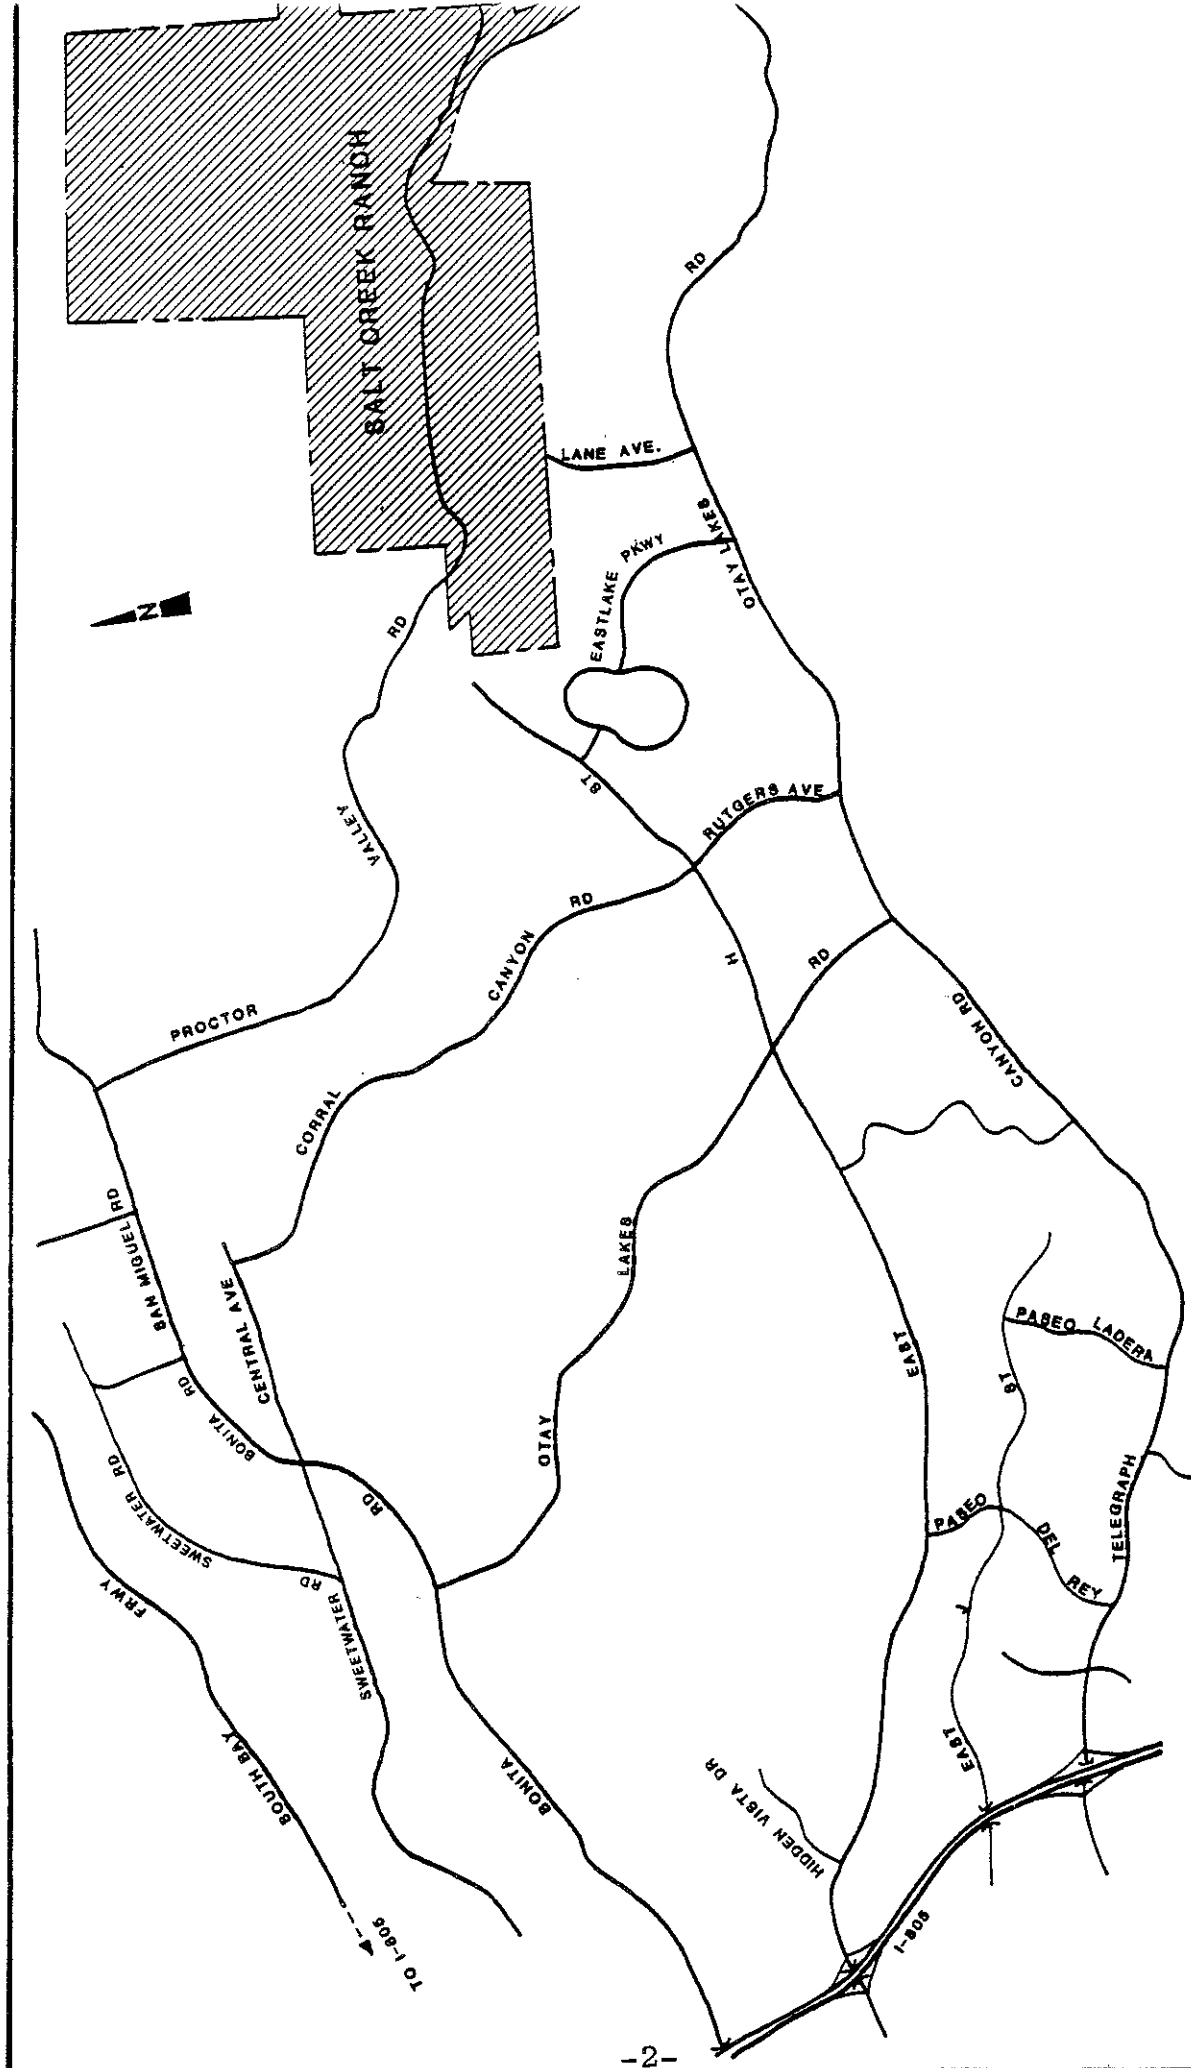 SALT CREEK RANCH
RD
LANE AVE.
OTAY LAKES
EASTLAKE PKWY
N
RD
VALLEY
PROCTOR
ST
RUTGERS AVE
RD
CANYON
CORRAL
H
RD
LAKES
OTAY
CANYON RD
RD
SAN MIGUEL RD
CENTRAL AVE
RD
BONITA
RD
RD
SWEETWATER
RD
SWEETWATER
FRWY
SOUTH BAY
TO I-805
BONITA
EAST
ST
PASEO LADERA
PASEO
DEL
REY
TELEGRAPH
J
EAST
HIDDEN VISTA DR
I-805
-2-